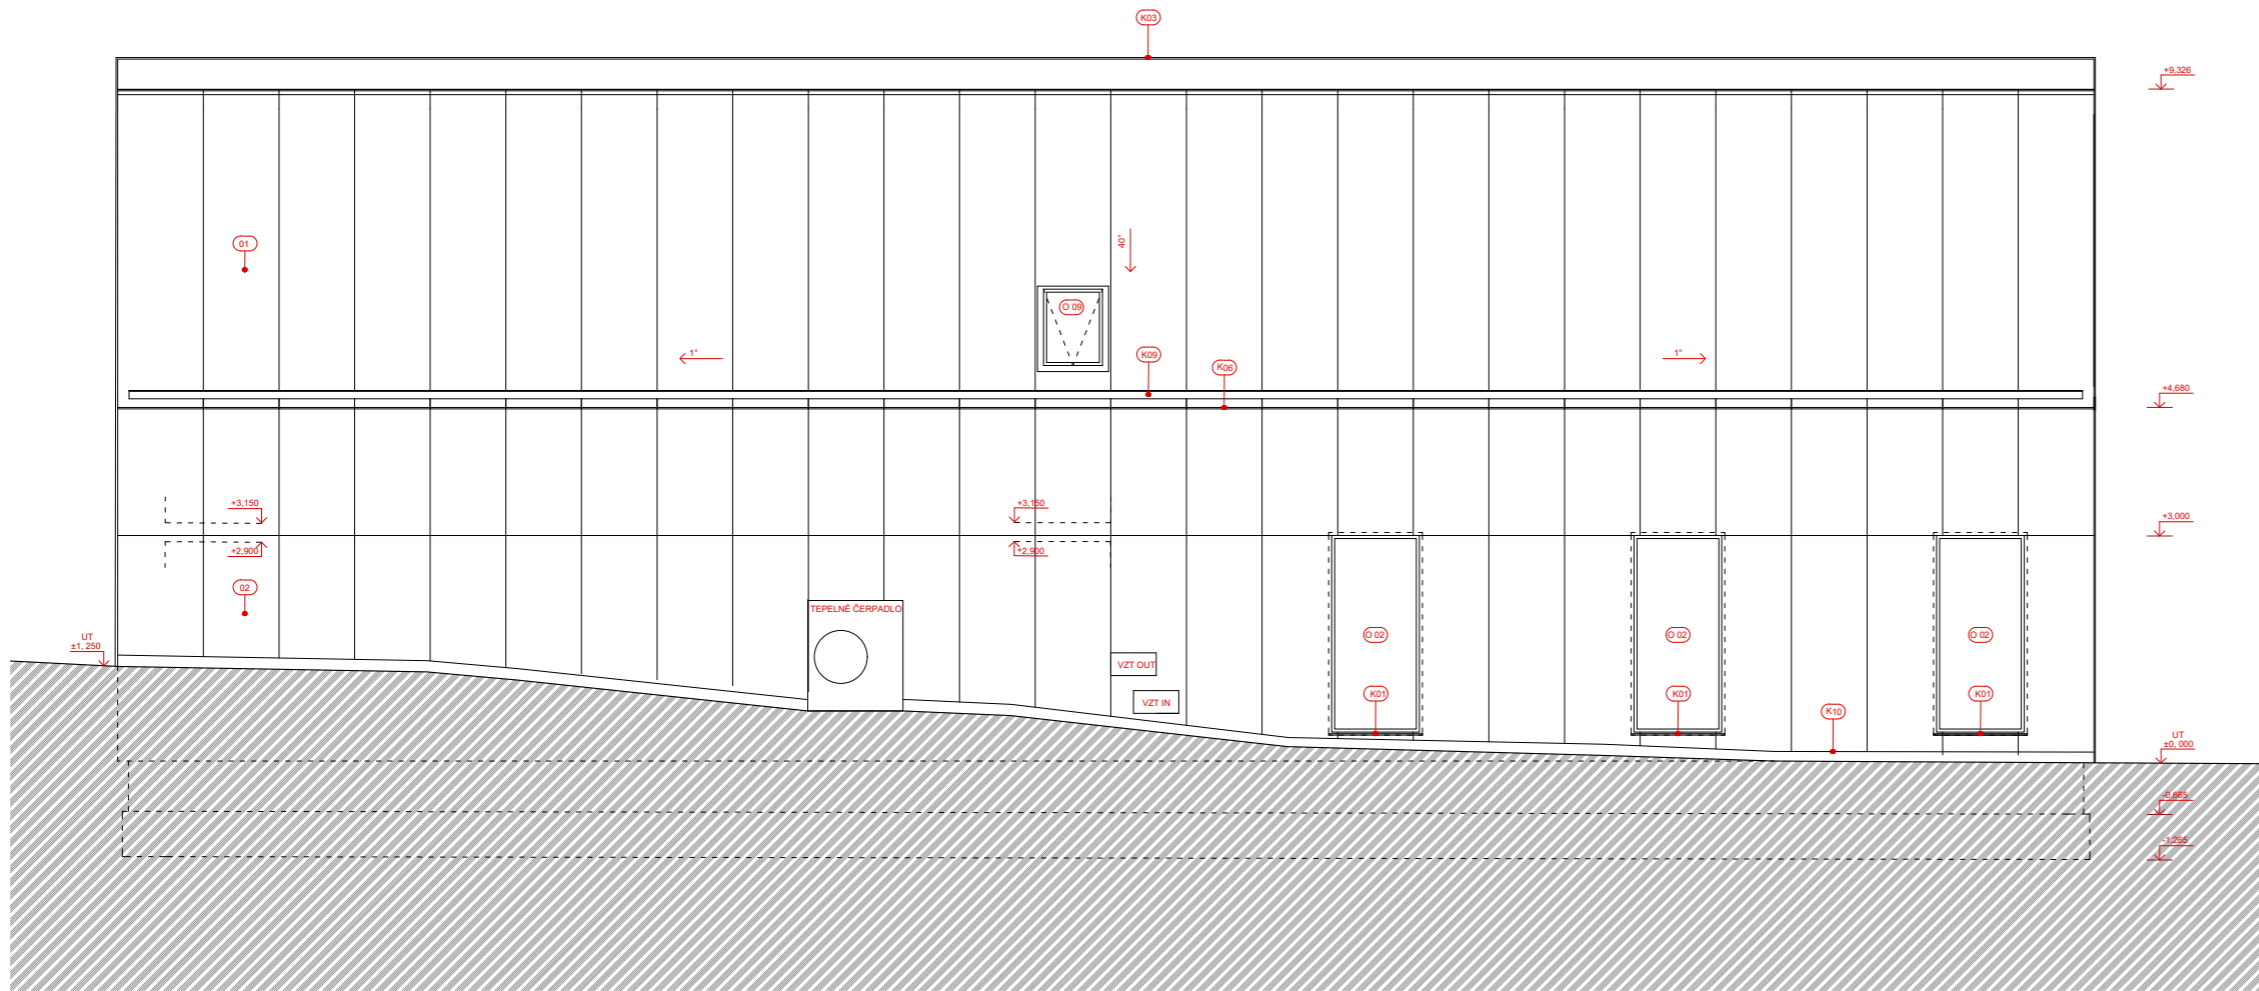 K03
+9,326
01
40°
O 09
1°
K09
K06
1°
+4,680
+3,150
+3,150
+3,000
+2,900
+2,900
02
TEPELNÉ ČERPADLO
UT
±1, 250
O 02
O 02
O 02
VZT OUT
VZT IN
K01
K01
K01
K10
UT
±0, 000
-0,665
-1,265